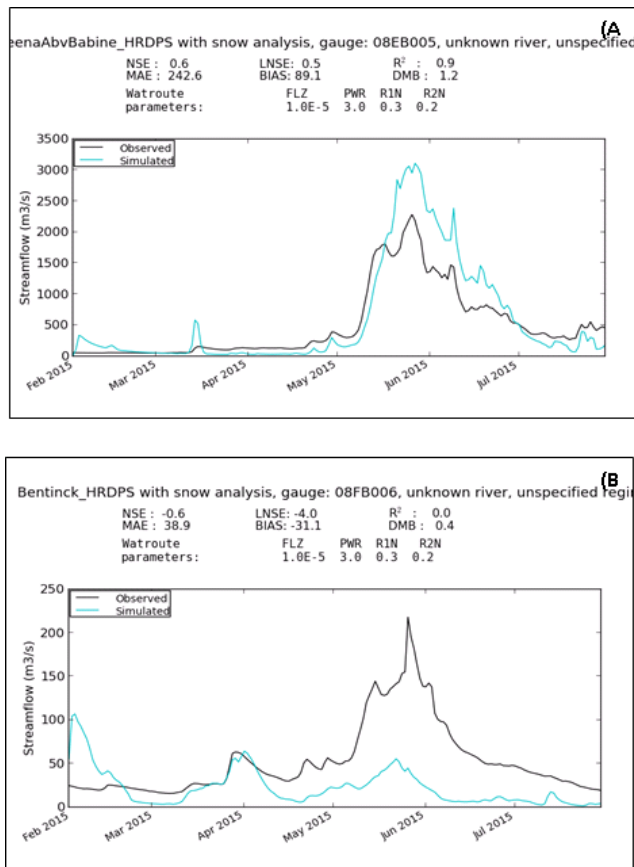 (A
eenaAbvBabine_HRDPS with snow analysis, gauge: 08EB005, unknown river, unspecified
NSE : 0.6 LNSE: 0.5 R² : 0.9
MAE : 242.6 BIAS: 89.1 DMB : 1.2
Watroute FLZ PWR R1N R2N
parameters: 1.0E-5 3.0 0.3 0.2
Observed
Simulated
Streamflow (m3/s)
3500
3000
2500
2000
1500
1000
500
0
Feb 2015 Mar 2015 Apr 2015 May 2015 Jun 2015 Jul 2015
(B
Bentinck_HRDPS with snow analysis, gauge: 08FB006, unknown river, unspecified regin
NSE : -0.6 LNSE: -4.0 R² : 0.0
MAE : 38.9 BIAS: -31.1 DMB : 0.4
Watroute FLZ PWR R1N R2N
parameters: 1.0E-5 3.0 0.3 0.2
Observed
Simulated
Streamflow (m3/s)
250
200
150
100
50
0
Feb 2015 Mar 2015 Apr 2015 May 2015 Jun 2015 Jul 2015